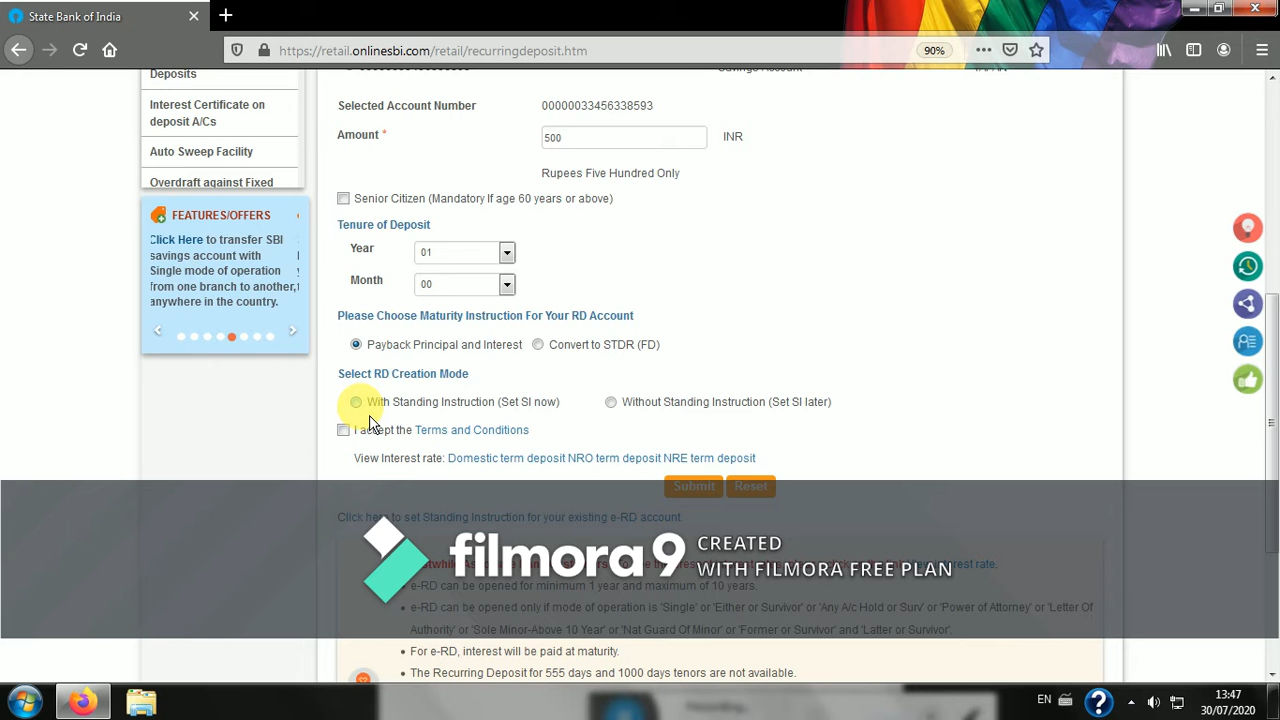 State Bank of India
https://retail.onlinesbi.com/retail/recurringdeposit.htm
90%
Deposits
Interest Certificate on
deposit A/Cs
Auto Sweep Facility
Overdraft against Fixed
FEATURES/OFFERS
Click Here to transfer SBI
savings account with
Single mode of operation
from one branch to another,
anywhere in the country.
Savings Account
Selected Account Number 00000033456338593
Amount * 500 INR
Rupees Five Hundred Only
Senior Citizen (Mandatory If age 60 years or above)
Tenure of Deposit
Year 01
Month 00
Please Choose Maturity Instruction For Your RD Account
Payback Principal and Interest Convert to STDR (FD)
Select RD Creation Mode
With Standing Instruction (Set SI now) Without Standing Instruction (Set SI later)
I accept the Terms and Conditions
View Interest rate: Domestic term deposit NRO term deposit NRE term deposit
Submit Reset
Click here to set Standing Instruction for your existing e-RD account.
interest rate.
filmora9 CREATED
WITH FILMORA FREE PLAN
e-RD can be opened for minimum 1 year and maximum of 10 years.
e-RD can be opened only if mode of operation is 'Single' or 'Either or Survivor' or 'Any A/c Hold or Surv' or 'Power of Attorney' or 'Letter Of
Authority' or 'Sole Minor-Above 10 Year' or 'Nat Guard Of Minor' or 'Former or Survivor' and 'Latter or Survivor'.
For e-RD, interest will be paid at maturity.
The Recurring Deposit for 555 days and 1000 days tenors are not available.
Recording...
EN
13:47
30/07/2020